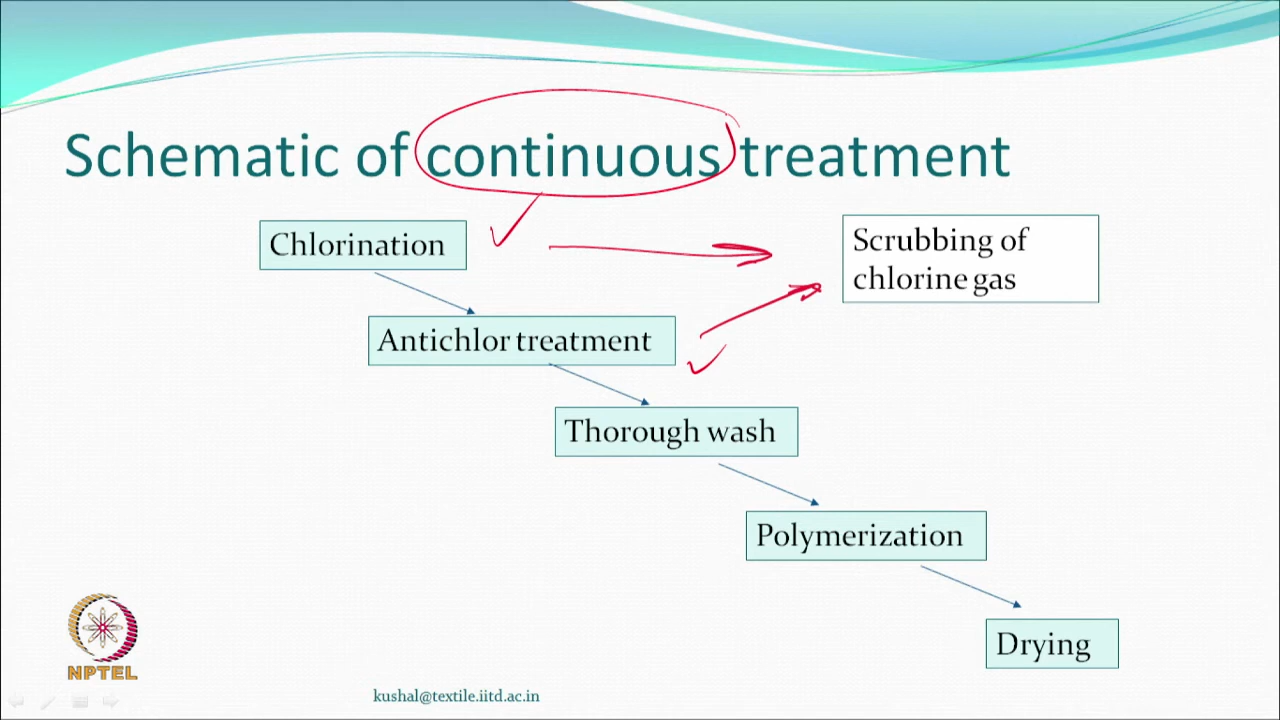 Schematic of continuous treatment
Chlorination
Scrubbing of
chlorine gas
Antichlor treatment
Thorough wash
Polymerization
Drying
NPTEL
kushal@textile.iitd.ac.in